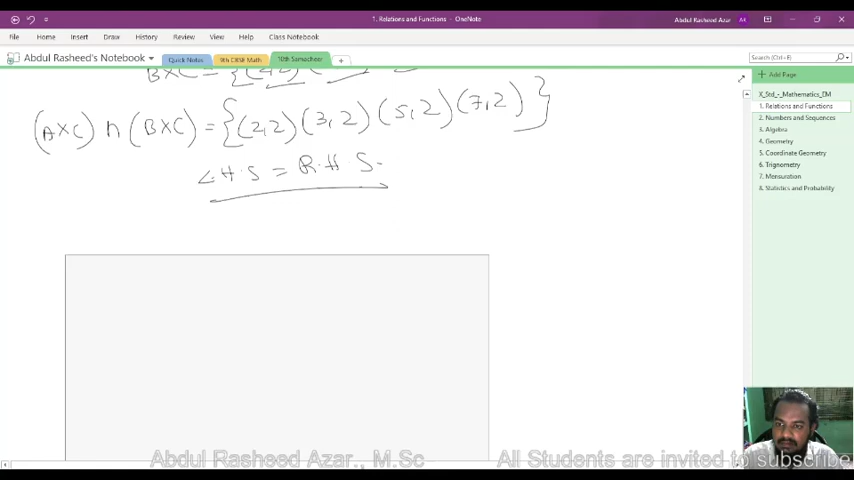 1. Relations and Functions - OneNote
Abdul Rasheed Azar AR
File Home Insert Draw History Review View Help Class Notebook
Abdul Rasheed's Notebook Quick Notes 9th CBSE Math 10th Samacheer
Search (Ctrl+E)
Add Page
X_Std_-_Mathematics_EM
1. Relations and Functions
2. Numbers and Sequences
3. Algebra
4. Geometry
5. Coordinate Geometry
6. Trignometry
7. Mensuration
8. Statistics and Probability
B×C = {
(A×C) ∩ (B×C) = {(2,2) (3,2) (5,2) (7,2)}
L.H.S = R.H.S.
Abdul Rasheed Azar., M.Sc All Students are invited to subscribe